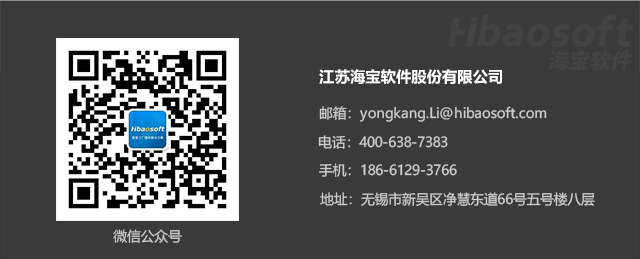 Hibaosoft
海宝软件
江苏海宝软件股份有限公司
邮箱：yongkang.Li@hibaosoft.com
电话：400-638-7383
手机：186-6129-3766
地址：无锡市新吴区净慧东道66号五号楼八层
Hibaosoft
微信公众号